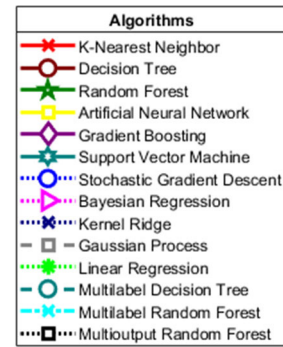 Algorithms
K-Nearest Neighbor
Decision Tree
Random Forest
Artificial Neural Network
Gradient Boosting
Support Vector Machine
Stochastic Gradient Descent
Bayesian Regression
Kernel Ridge
Gaussian Process
Linear Regression
Multilabel Decision Tree
Multilabel Random Forest
Multioutput Random Forest